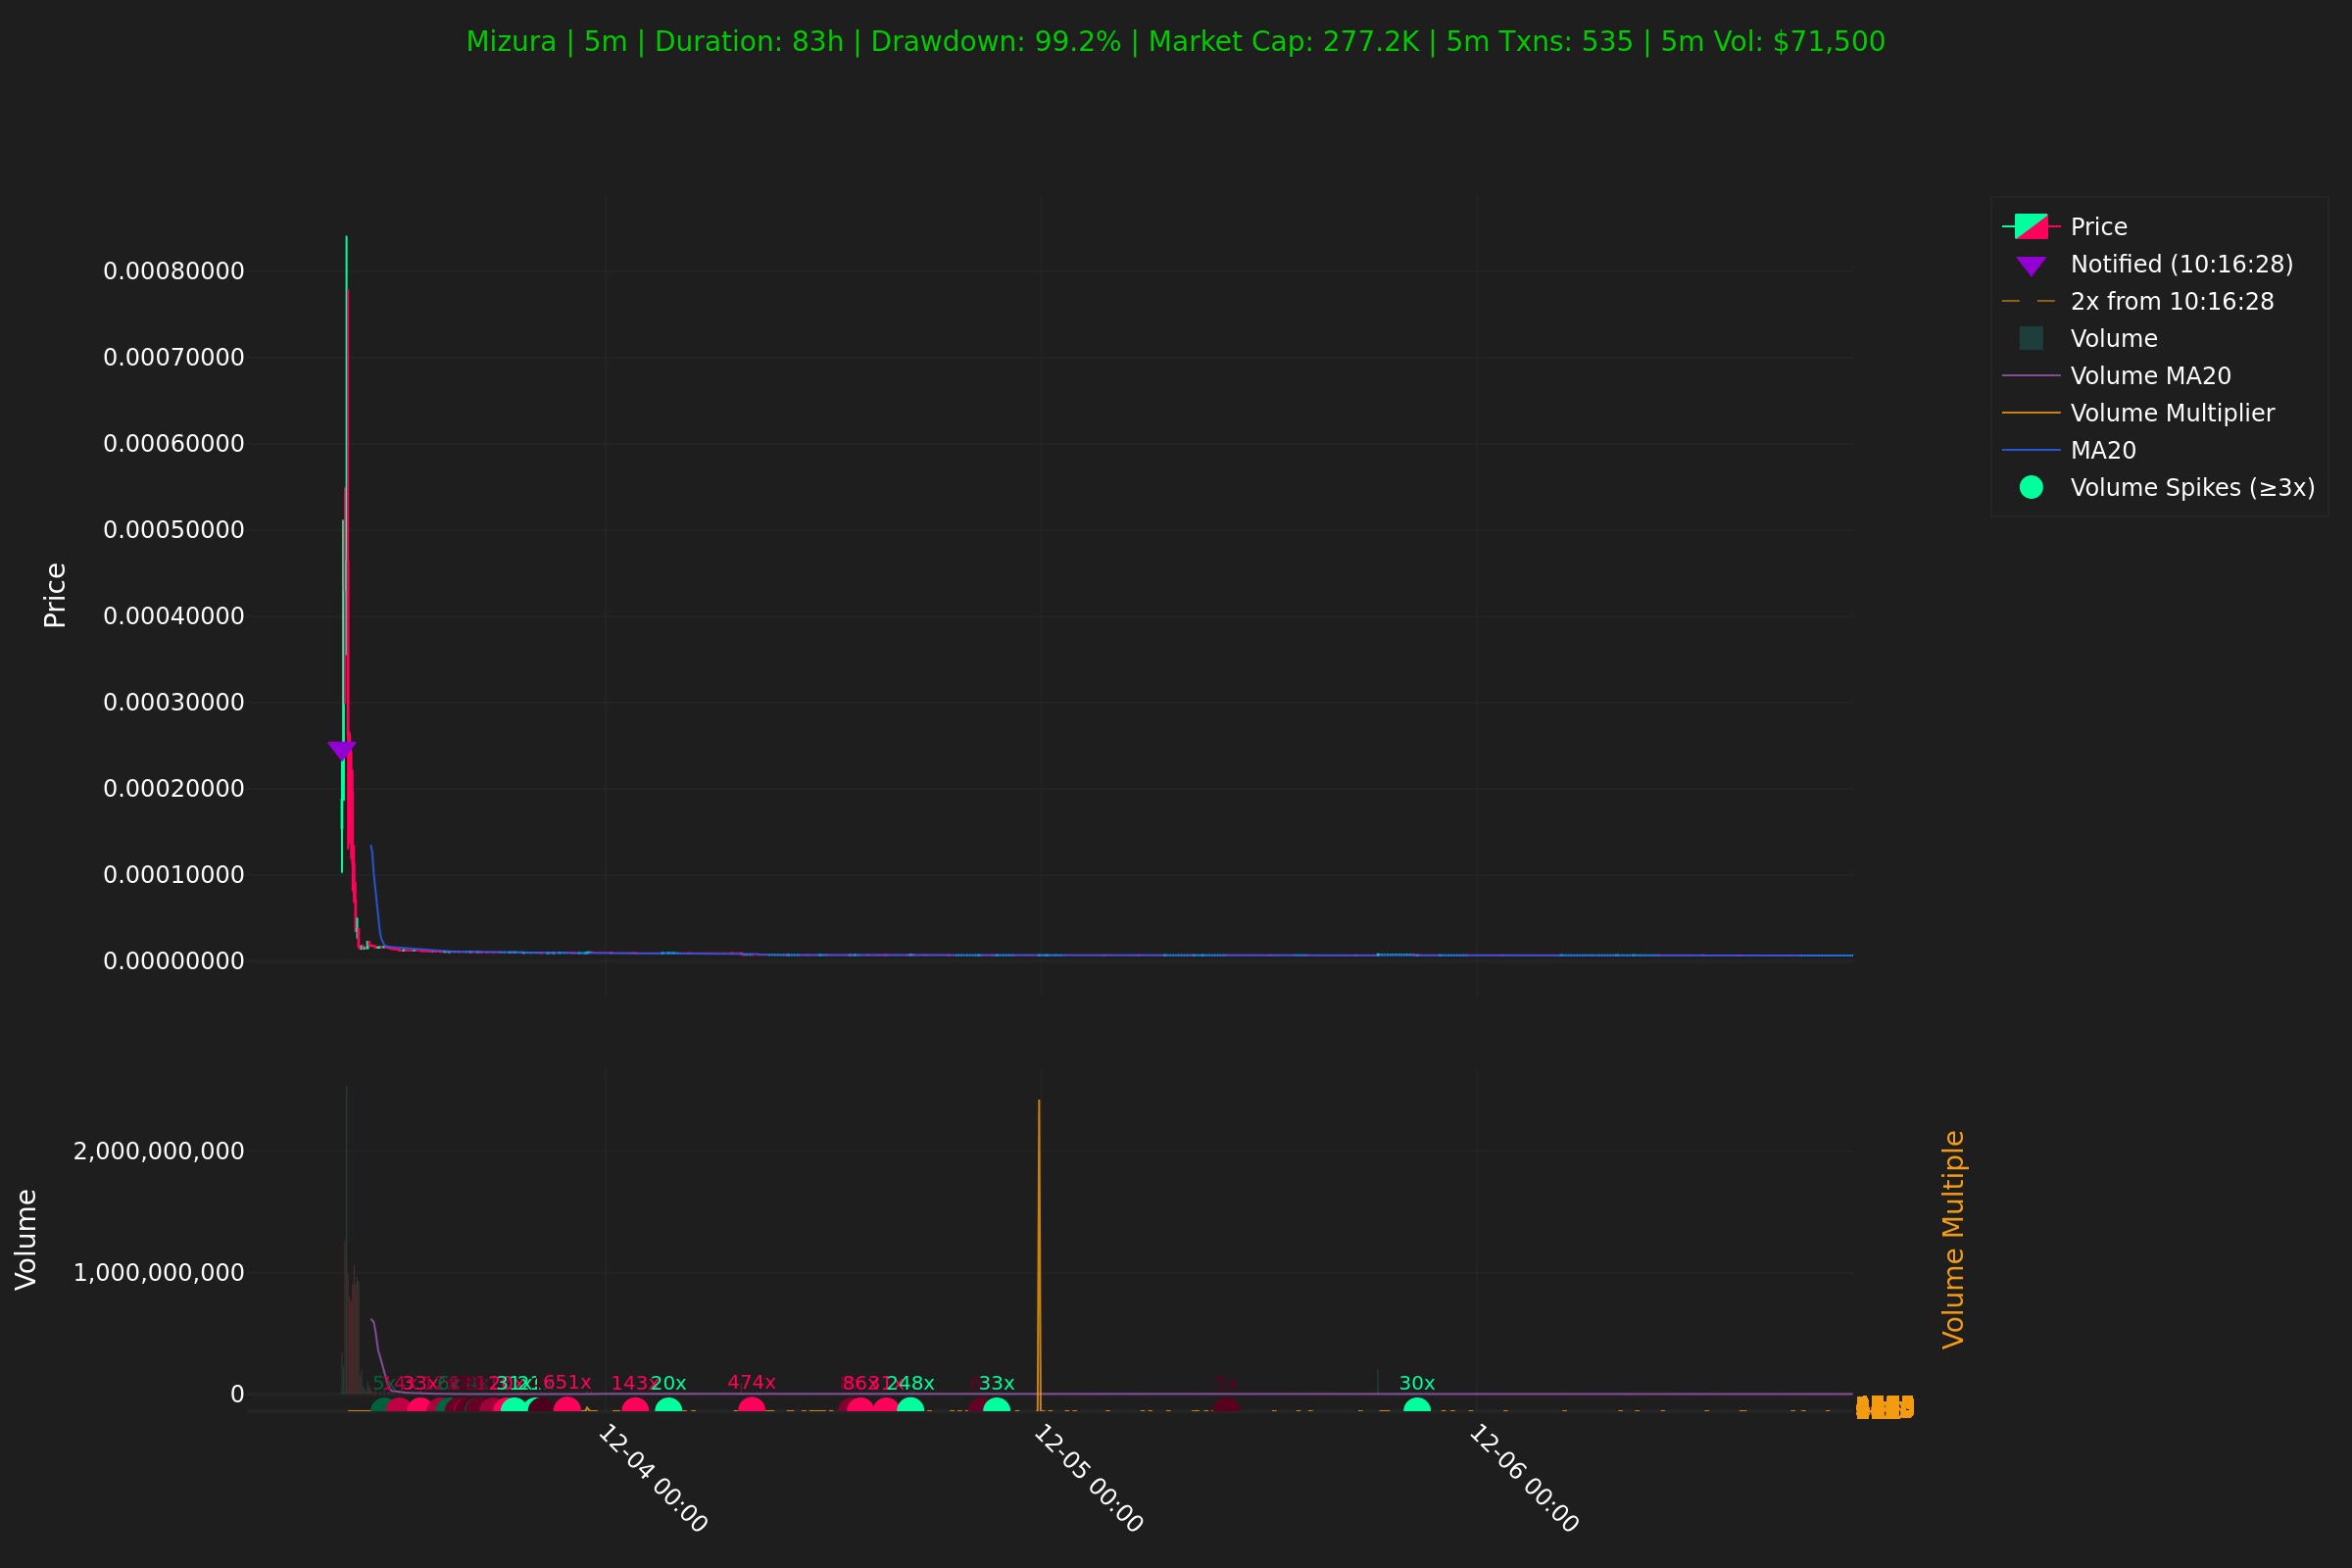 Mizura | 5m | Duration: 83h | Drawdown: 99.2% | Market Cap: 277.2K | 5m Txns: 535 | 5m Vol: $71,500
Price
0.00080000
0.00070000
0.00060000
0.00050000
0.00040000
0.00030000
0.00020000
0.00010000
0.00000000
Price
Notified (10:16:28)
2x from 10:16:28
Volume
Volume MA20
Volume Multiplier
MA20
Volume Spikes (≥3x)
Volume
2,000,000,000
1,000,000,000
0
5x
33x
651x
143x
20x
474x
86x
248x
33x
30x
Volume Multiple
12-04 00:00
12-05 00:00
12-06 00:00